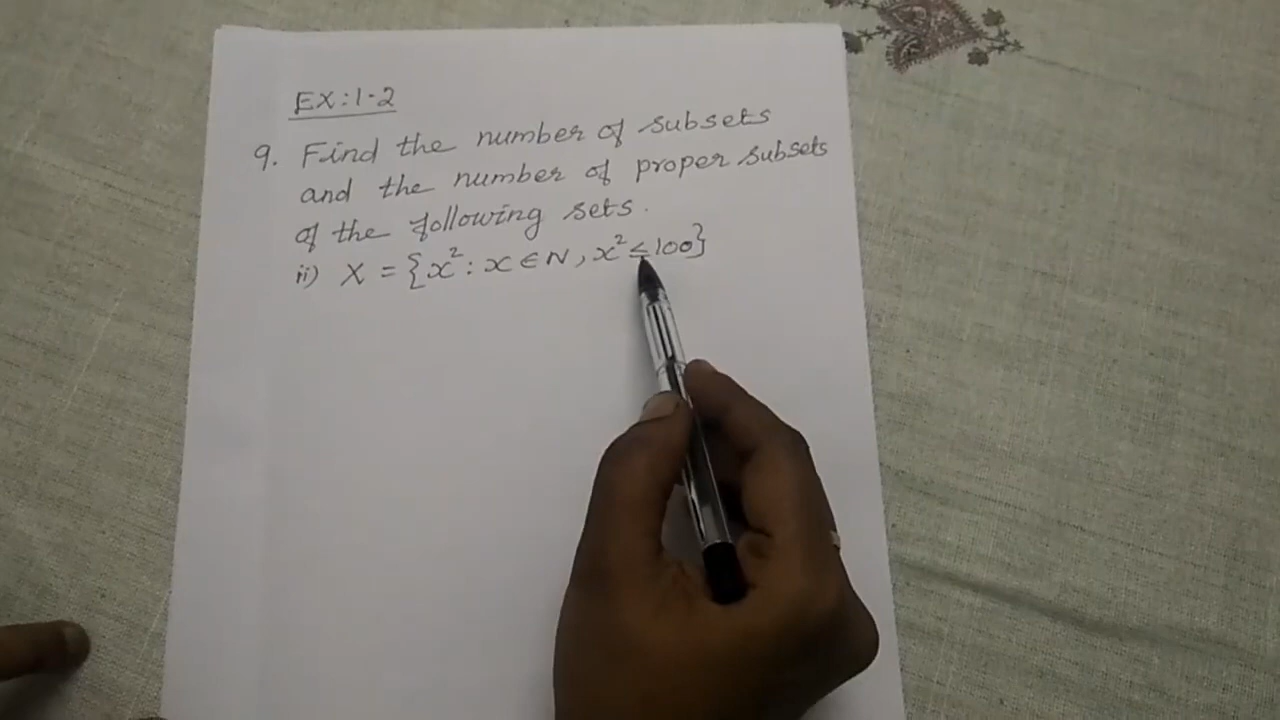 EX:1.2
9. Find the number of subsets
and the number of proper subsets
of the following sets.
ii) X = {x²: x ∈ N, x² ≤ 100}